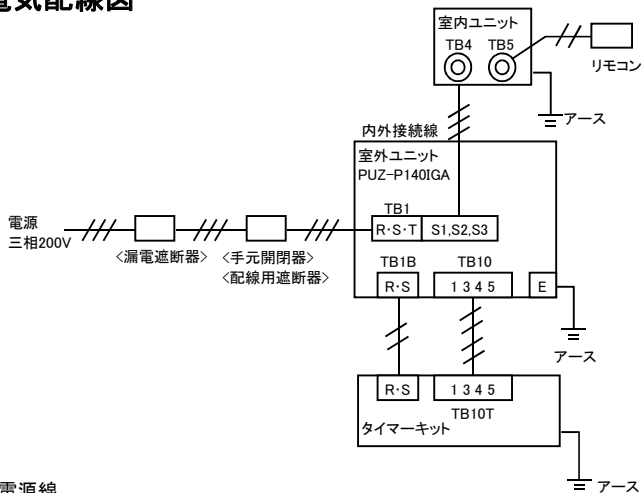 電気配線図
室内ユニット
TB4 TB5
リモコン
アース
内外接続線
室外ユニット
PUZ-P140IGA
TB1
R・S・T S1,S2,S3
電源
三相200V
<漏電遮断器> <手元開閉器>
<配線用遮断器>
TB1B TB10
R・S 1 3 4 5 E
アース
R・S 1 3 4 5
TB10T
タイマーキット
電源線
アース